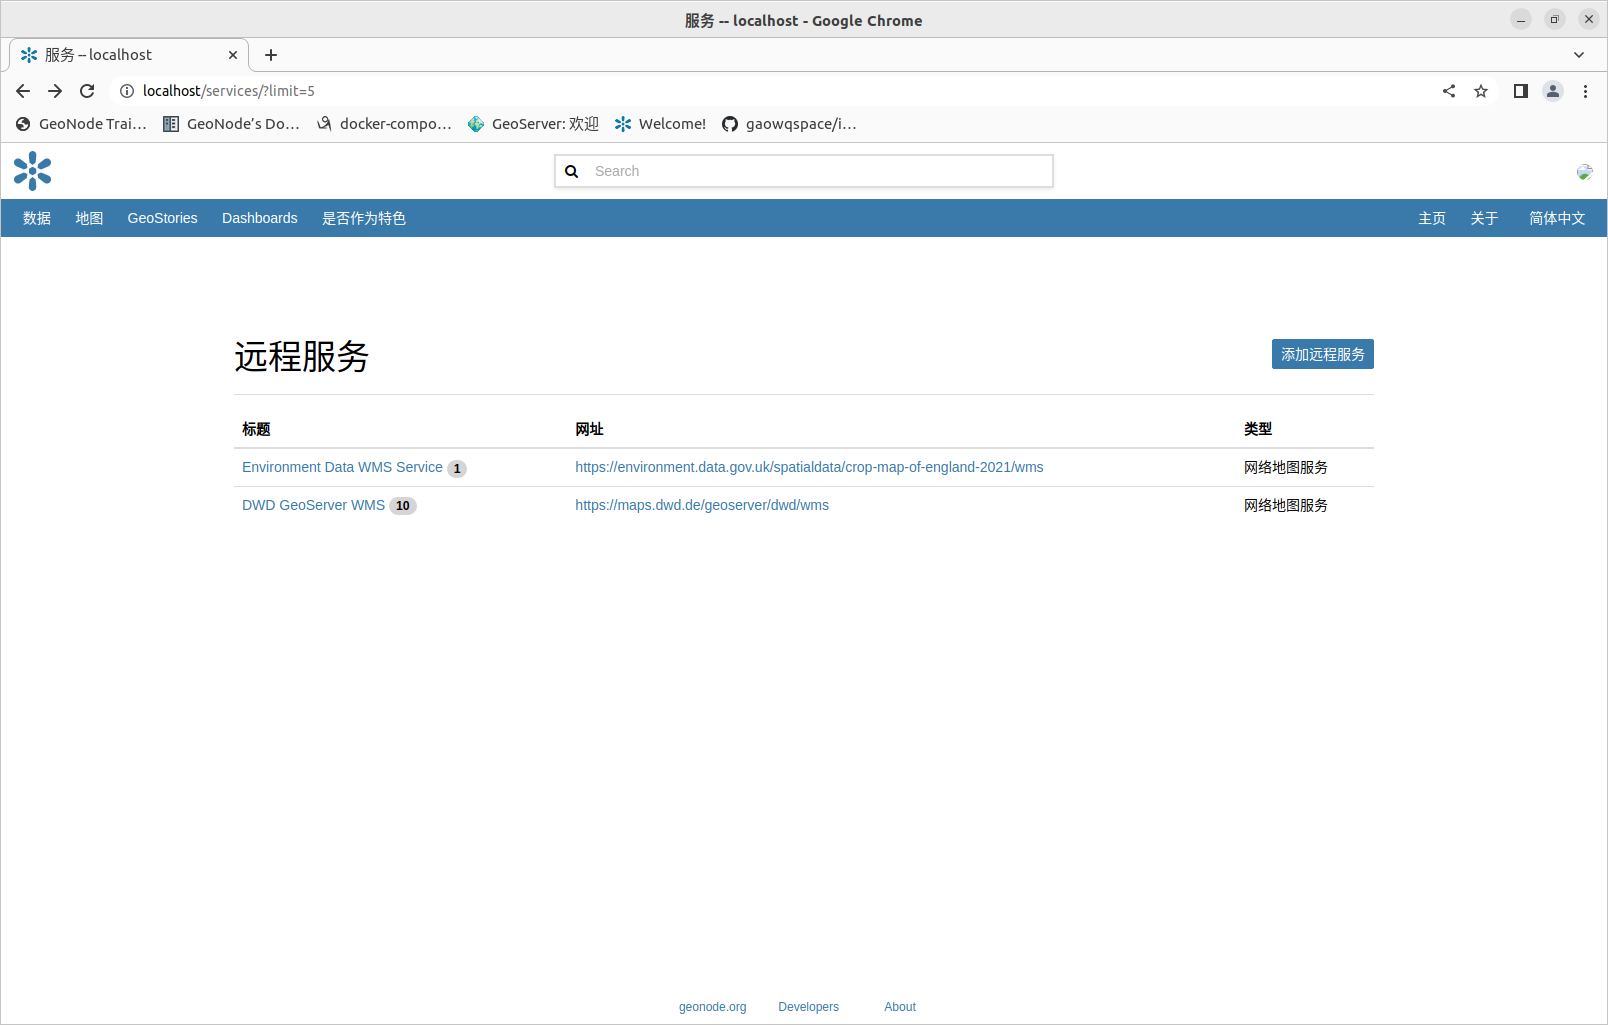 服务 -- localhost - Google Chrome
服务 -- localhost
localhost/services/?limit=5
GeoNode Trai… GeoNode’s Do… docker-compo… GeoServer: 欢迎 Welcome! gaowqspace/i…
Search
数据 地图 GeoStories Dashboards 是否作为特色 主页 关于 简体中文
远程服务 添加远程服务
标题 网址 类型
Environment Data WMS Service 1 https://environment.data.gov.uk/spatialdata/crop-map-of-england-2021/wms 网络地图服务
DWD GeoServer WMS 10 https://maps.dwd.de/geoserver/dwd/wms 网络地图服务
geonode.org Developers About